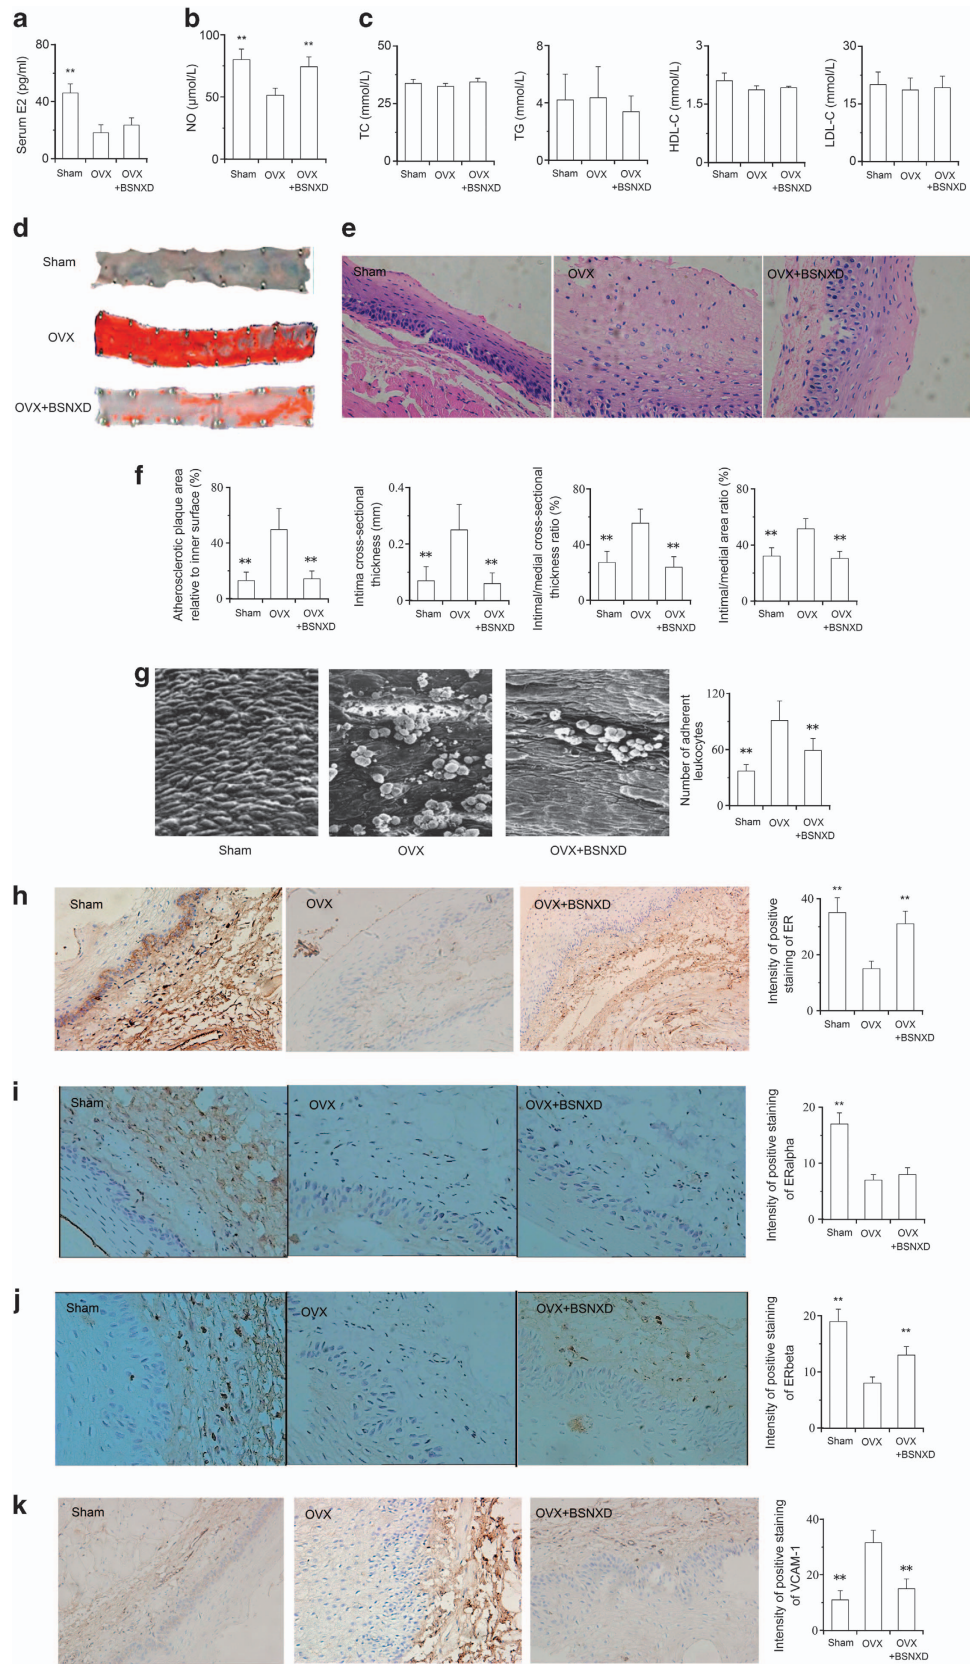 a
Serum E2 (pg/ml)
80
40
0
**
Sham
OVX
OVX
+BSNXD
b
NO
(μmol/L)
100
50
0
**
**
Sham
OVX
OVX
+BSNXD
c
TC (mmol/L)
50
25
0
Sham
OVX
OVX
+BSNXD
TG (mmol/L)
8
4
0
Sham
OVX
OVX
+BSNXD
HDL-C (mmol/L)
3
1.5
0
Sham
OVX
OVX
+BSNXD
LDL-C (mmol/L)
30
15
0
Sham
OVX
OVX
+BSNXD
d
Sham
OVX
OVX+BSNXD
e
Sham
OVX
OVX+BSNXD
f
Atherosclerotic plaque area
relative to inner surface (%)
80
40
0
**
**
Sham
OVX
OVX
+BSNXD
Intima cross-sectional
thickness (mm)
0.4
0.2
0
**
**
Sham
OVX
OVX
+BSNXD
Intimal/medial cross-sectional
thickness ratio (%)
80
40
0
**
**
Sham
OVX
OVX
+BSNXD
Intimal/medial area ratio (%)
80
40
0
**
**
Sham
OVX
OVX
+BSNXD
g
Sham
OVX
OVX+BSNXD
Number of adherent
leukocytes
120
60
0
**
**
Sham
OVX
OVX
+BSNXD
h
Sham
OVX
OVX+BSNXD
Intensity of positive
staining of ER
40
20
0
**
**
Sham
OVX
OVX
+BSNXD
i
Sham
OVX
OVX+BSNXD
Intensity of positive staining
of ERalpha
20
10
0
**
Sham
OVX
OVX
+BSNXD
j
Sham
OVX
OVX+BSNXD
Intensity of positive staining
of ERbeta
20
10
0
**
**
Sham
OVX
OVX
+BSNXD
k
Sham
OVX
OVX+BSNXD
Intensity of positive staining
of VCAM-1
40
20
0
**
**
Sham
OVX
OVX
+BSNXD